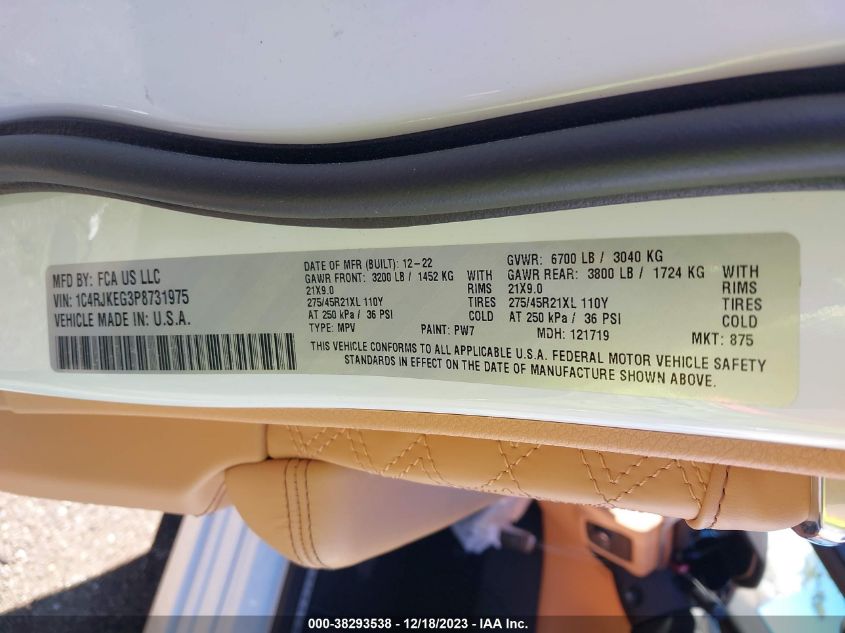 MFD BY: FCA US LLC
VIN: 1C4RJKEG3P8731975
VEHICLE MADE IN: U.S.A.
DATE OF MFR (BUILT): 12-22
GAWR FRONT: 3200 LB / 1452 KG WITH
21X9.0 RIMS
275/45R21XL 110Y TIRES
AT 250 kPa / 36 PSI COLD
TYPE: MPV PAINT: PW7
GVWR: 6700 LB / 3040 KG
GAWR REAR: 3800 LB / 1724 KG WITH
21X9.0 RIMS
275/45R21XL 110Y TIRES
AT 250 kPa / 36 PSI COLD
MDH: 121719 MKT: 875
THIS VEHICLE CONFORMS TO ALL APPLICABLE U.S.A. FEDERAL MOTOR VEHICLE SAFETY
STANDARDS IN EFFECT ON THE DATE OF MANUFACTURE SHOWN ABOVE.
000-38293538 - 12/18/2023 - IAA Inc.